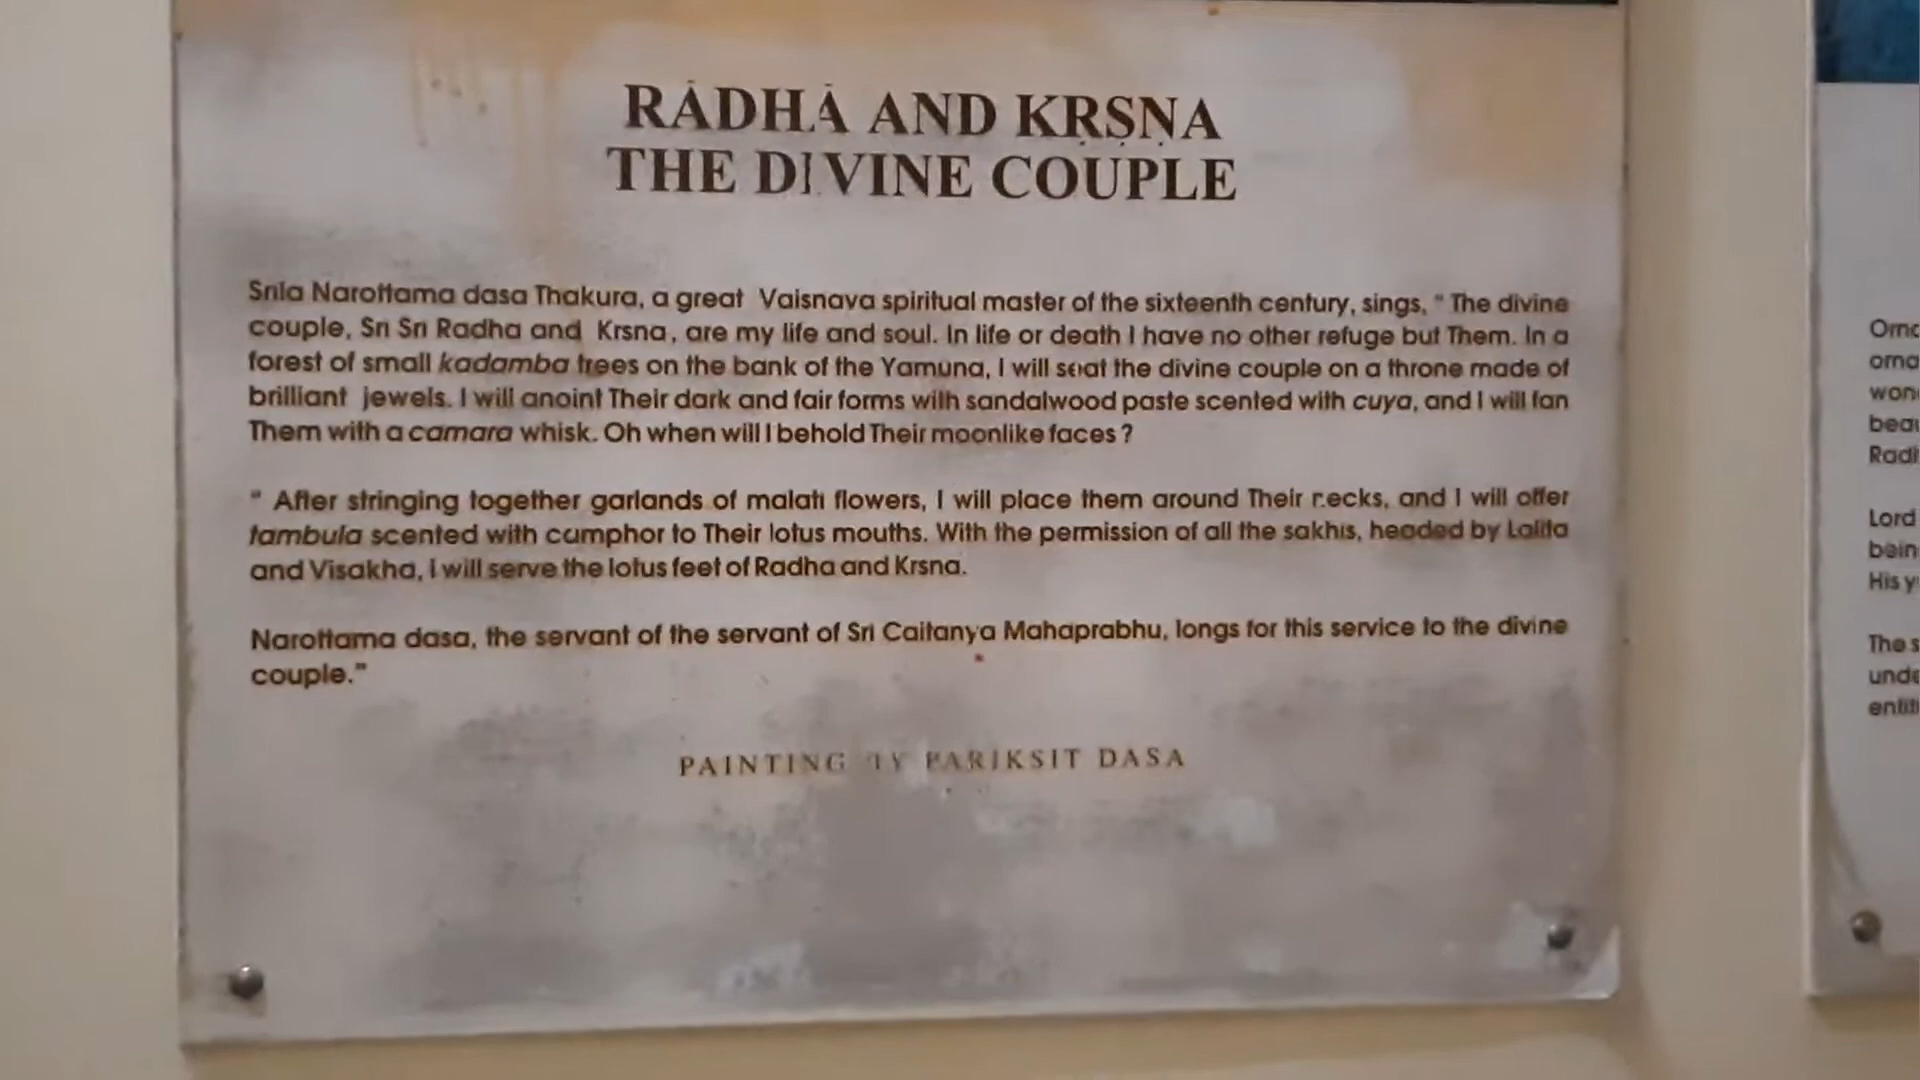 RĀDHĀ AND KṚṢṆA
THE DIVINE COUPLE
Srila Narottama dasa Thakura, a great Vaisnava spiritual master of the sixteenth century, sings, " The divine
couple, Sri Sri Radha and Krsna, are my life and soul. In life or death I have no other refuge but Them. In a
forest of small kadamba trees on the bank of the Yamuna, I will seat the divine couple on a throne made of
brilliant jewels. I will anoint Their dark and fair forms with sandalwood paste scented with cuya, and I will fan
Them with a camara whisk. Oh when will I behold Their moonlike faces ?
" After stringing together garlands of malati flowers, I will place them around Their necks, and I will offer
tambula scented with camphor to Their lotus mouths. With the permission of all the sakhis, headed by Lalita
and Visakha, I will serve the lotus feet of Radha and Krsna.
Narottama dasa, the servant of the servant of Sri Caitanya Mahaprabhu, longs for this service to the divine
couple."
PAINTING BY PARIKSIT DASA
Lord
His